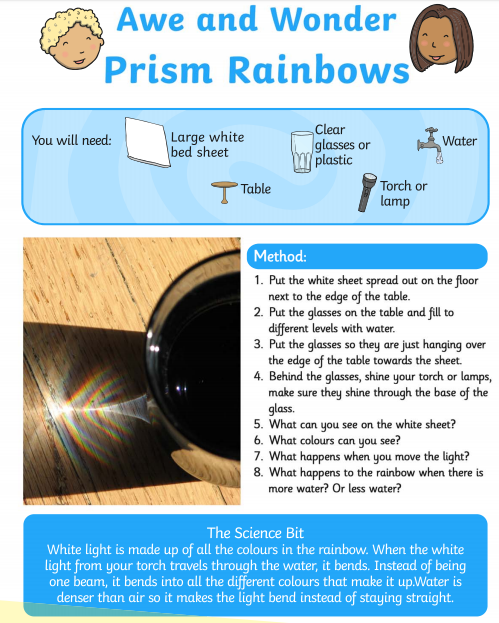 Awe and Wonder
Prism Rainbows
You will need:
Large white
bed sheet
Clear
glasses or
plastic
Water
Table
Torch or
lamp
Method:
1. Put the white sheet spread out on the floor
next to the edge of the table.
2. Put the glasses on the table and fill to
different levels with water.
3. Put the glasses so they are just hanging over
the edge of the table towards the sheet.
4. Behind the glasses, shine your torch or lamps,
make sure they shine through the base of the
glass.
5. What can you see on the white sheet?
6. What colours can you see?
7. What happens when you move the light?
8. What happens to the rainbow when there is
more water? Or less water?
The Science Bit
White light is made up of all the colours in the rainbow. When the white
light from your torch travels through the water, it bends. Instead of being
one beam, it bends into all the different colours that make it up.Water is
denser than air so it makes the light bend instead of staying straight.